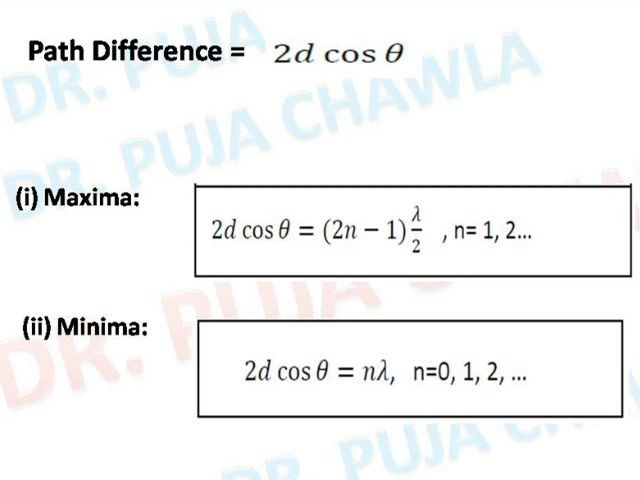 DR. PUJA
Path Difference = 2d cos θ
DR. PUJA CHAWLA
(i) Maxima:
2d cos θ = (2n − 1) λ/2 , n= 1, 2...
DR. PUJA
(ii) Minima:
2d cos θ = nλ, n=0, 1, 2, ...
DR. PUJA